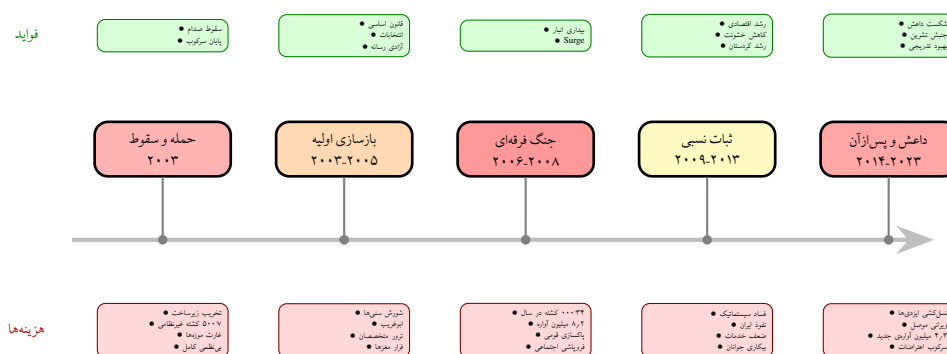 فواید
سقوط صدام
پایان سرکوب
قانون اساسی
انتخابات
آزادی رسانه
بیداری انبار
Surge
رشد اقتصادی
کاهش خشونت
رشد کردستان
شکست داعش
جنبش تشرین
بهبود تدریجی
حمله و سقوط
۲۰۰۳
بازسازی اولیه
۲۰۰۳-۲۰۰۵
جنگ فرقه‌ای
۲۰۰۶-۲۰۰۸
ثبات نسبی
۲۰۰۹-۲۰۱۳
داعش و پس‌ازآن
۲۰۱۴-۲۰۲۳
هزینه‌ها
تخریب زیرساخت
۷۵۰۰ کشته غیرنظامی
غارت موزه‌ها
بی‌نظمی کامل
شورش سنی‌ها
ابوغریب
ترور متخصصان
فرار مغزها
۳۴۰۰۰ کشته در سال
۲٫۸ میلیون آواره
پاکسازی قومی
فروپاشی اجتماعی
فساد سیستماتیک
نفوذ ایران
ضعف خدمات
بیکاری جوانان
نسل‌کشی ایزدی‌ها
ویرانی موصل
میلیون آواره‌ی جدید
سرکوب اعتراضات